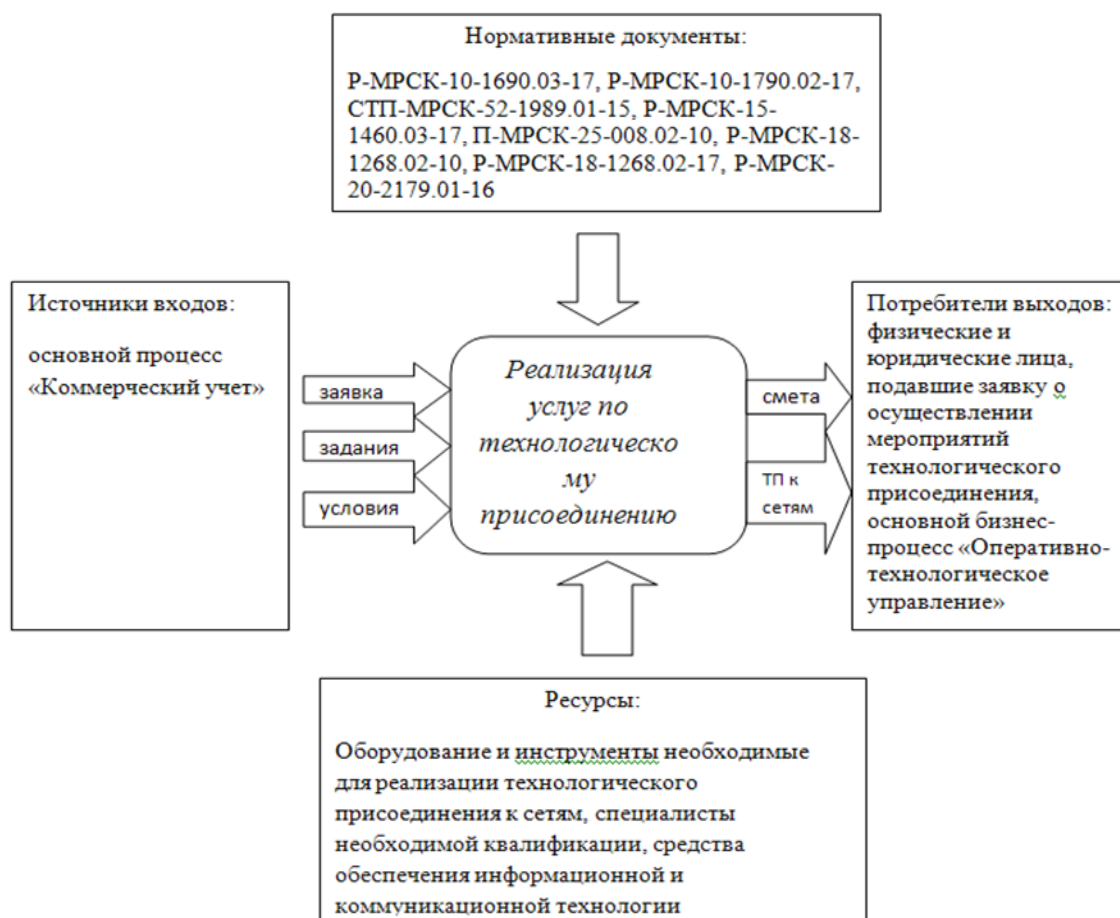 Нормативные документы:
Р-МРСК-10-1690.03-17, Р-МРСК-10-1790.02-17,
СТП-МРСК-52-1989.01-15, Р-МРСК-15-
1460.03-17, П-МРСК-25-008.02-10, Р-МРСК-18-
1268.02-10, Р-МРСК-18-1268.02-17, Р-МРСК-
20-2179.01-16
Источники входов:
основной процесс
«Коммерческий учет»
заявка
задания
условия
Реализация
услуг по
технологическо
му
присоединению
смета
ТП к
сетям
Потребители выходов:
физические и
юридические лица,
подавшие заявку о
осуществлении
мероприятий
технологического
присоединения,
основной бизнес-
процесс «Оперативно-
технологическое
управление»
Ресурсы:
Оборудование и инструменты необходимые
для реализации технологического
присоединения к сетям, специалисты
необходимой квалификации, средства
обеспечения информационной и
коммуникационной технологии